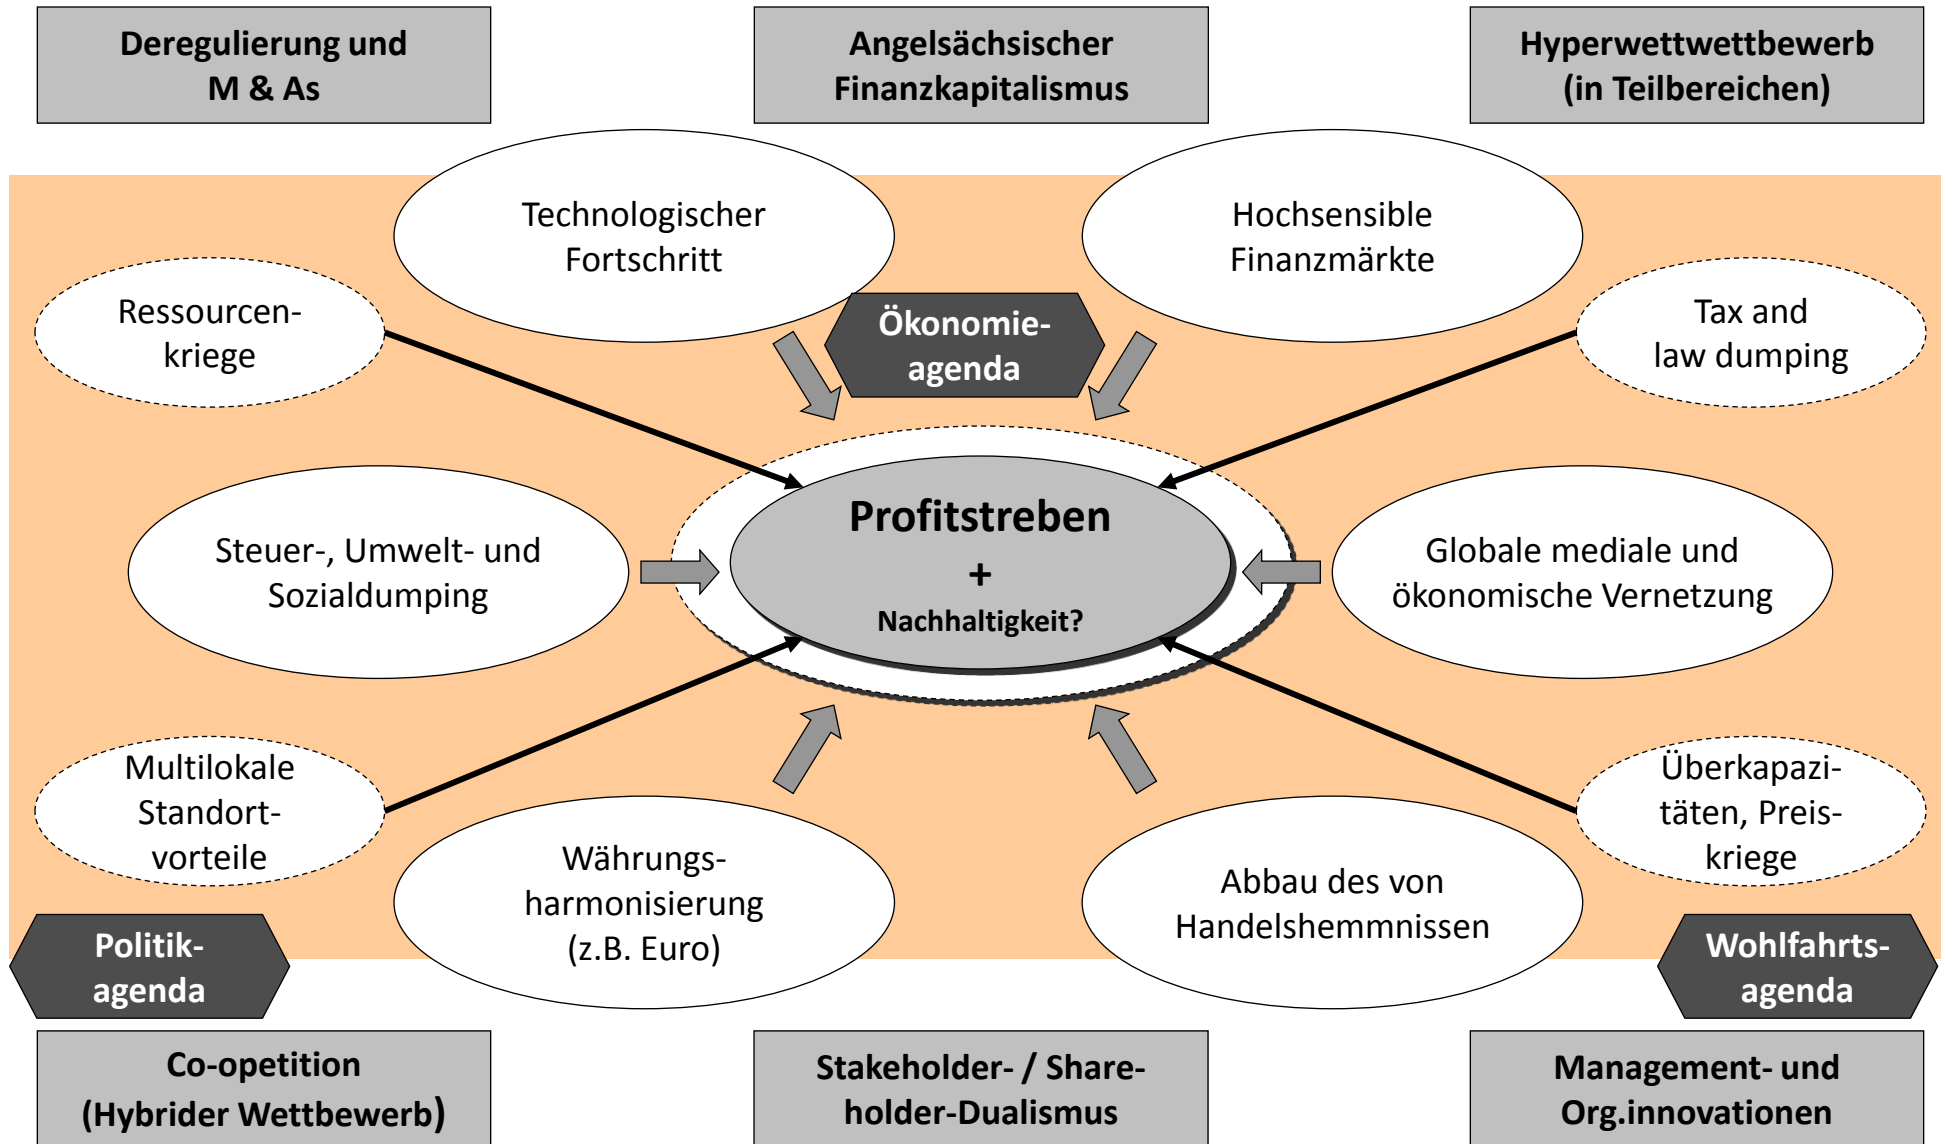 Deregulierung und
M & As
Angelsächsischer
Finanzkapitalismus
Hyperwettwettbewerb
(in Teilbereichen)
Technologischer
Fortschritt
Hochsensible
Finanzmärkte
Ressourcen-
kriege
Ökonomie-
agenda
Tax and
law dumping
Steuer-, Umwelt- und
Sozialdumping
Profitstreben
+
Nachhaltigkeit?
Globale mediale und
ökonomische Vernetzung
Multilokale
Standort-
vorteile
Währungs-
harmonisierung
(z.B. Euro)
Abbau des von
Handelshemmnissen
Überkapazi-
täten, Preis-
kriege
Politik-
agenda
Wohlfahrts-
agenda
Co-opetition
(Hybrider Wettbewerb)
Stakeholder- / Share-
holder-Dualismus
Management- und
Org.innovationen